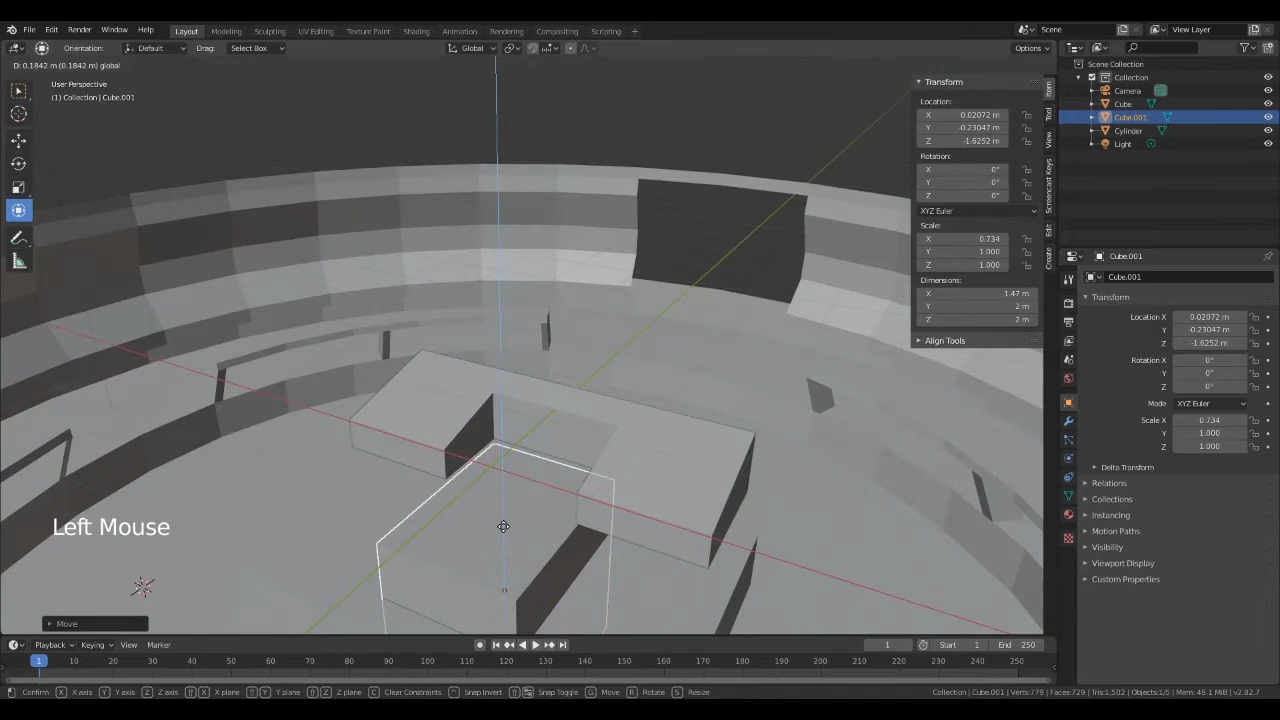 File Edit Render Window Help Layout Modeling Sculpting UV Editing Texture Paint Shading Animation Rendering Compositing Scripting + Scene View Layer
Orientation: Default Drag: Select Box Global Options
D: 0.1842 m (0.1842 m) global
User Perspective
(1) Collection | Cube.001
Transform
Location:
X 0.02072 m
Y -0.23047 m
Z -1.6252 m
Rotation:
X 0°
Y 0°
Z 0°
XYZ Euler
Scale:
X 0.734
Y 1.000
Z 1.000
Dimensions:
X 1.47 m
Y 2 m
Z 2 m
Align Tools
Item
Tool
View
Screencast Keys
Edit
Create
Scene Collection
Collection
Camera
Cube
Cube.001
Cylinder
Light
Cube.001
Cube.001
Transform
Location X 0.02072 m
Y -0.23047 m
Z -1.6252 m
Rotation X 0°
Y 0°
Z 0°
Mode XYZ Euler
Scale X 0.734
Y 1.000
Z 1.000
Delta Transform
Relations
Collections
Instancing
Motion Paths
Visibility
Viewport Display
Custom Properties
Left Mouse
Move
Playback Keying View Marker 1 Start 1 End 250
1 10 20 30 40 50 60 70 80 90 100 110 120 130 140 150 160 170 180 190 200 210 220 230 240 250
Confirm X X axis Y Y axis Z Z axis X X plane Y Y plane Z Z plane C Clear Constraints Snap Invert Snap Toggle G Move R Rotate S Resize Collection | Cube.001 | Verts:779 | Faces:729 | Tris:1,502 | Objects:1/5 | Mem: 49.1 MiB | v2.82.7